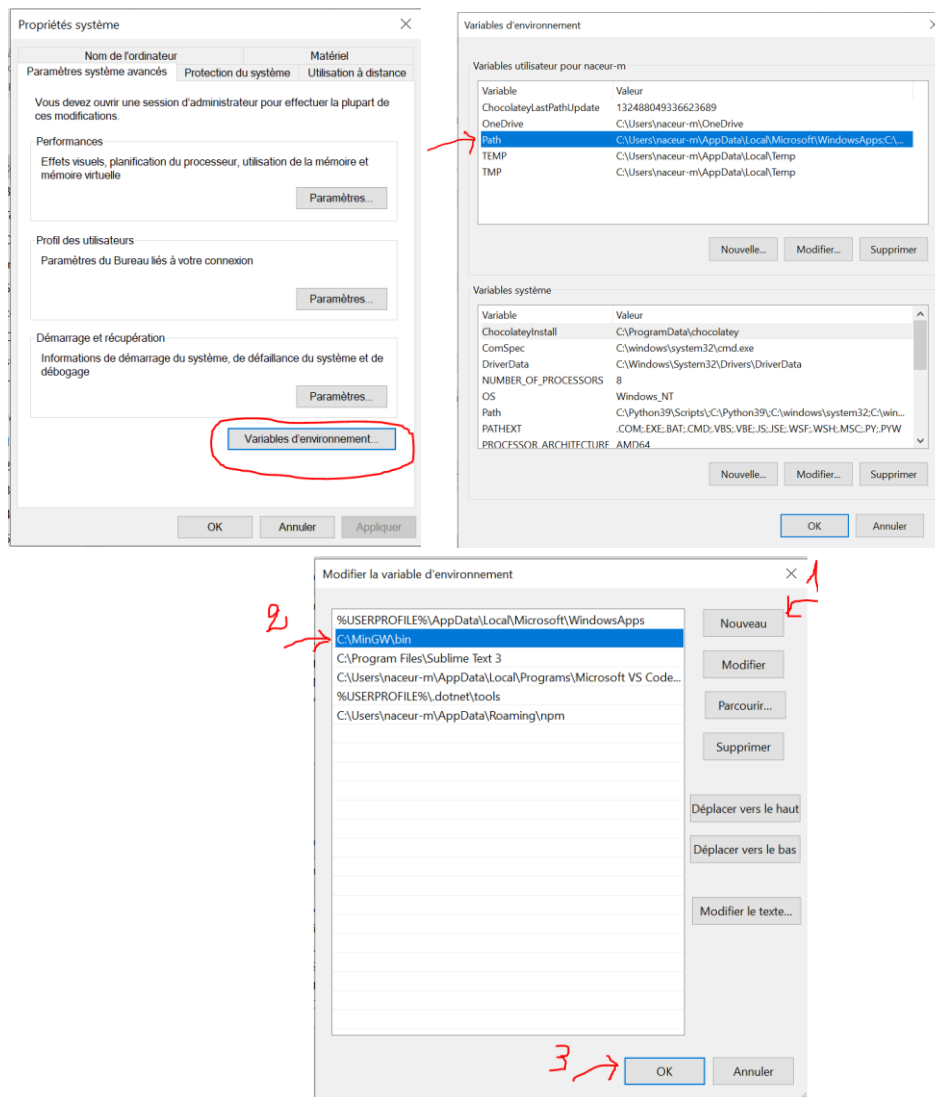 Propriétés système
Nom de l'ordinateur
Matériel
Paramètres système avancés
Protection du système
Utilisation à distance
Vous devez ouvrir une session d'administrateur pour effectuer la plupart de
ces modifications.
Performances
Effets visuels, planification du processeur, utilisation de la mémoire et
mémoire virtuelle
Paramètres...
Profil des utilisateurs
Paramètres du Bureau liés à votre connexion
Paramètres...
Démarrage et récupération
Informations de démarrage du système, de défaillance du système et de
débogage
Paramètres...
Variables d'environnement...
OK
Annuler
Appliquer
Variables d'environnement
Variables utilisateur pour naceur-m
Variable Valeur
ChocolateyLastPathUpdate 132488049336623689
OneDrive C:\Users\naceur-m\OneDrive
Path C:\Users\naceur-m\AppData\Local\Microsoft\WindowsApps;C:\...
TEMP C:\Users\naceur-m\AppData\Local\Temp
TMP C:\Users\naceur-m\AppData\Local\Temp
Nouvelle... Modifier... Supprimer
Variables système
Variable Valeur
ChocolateyInstall C:\ProgramData\chocolatey
ComSpec C:\windows\system32\cmd.exe
DriverData C:\Windows\System32\Drivers\DriverData
NUMBER_OF_PROCESSORS 8
OS Windows_NT
Path C:\Python39\Scripts\;C:\Python39\;C:\windows\system32;C:\win...
PATHEXT .COM;.EXE;.BAT;.CMD;.VBS;.VBE;.JS;.JSE;.WSF;.WSH;.MSC;.PY;.PYW
PROCESSOR_ARCHITECTURE AMD64
Nouvelle... Modifier... Supprimer
OK Annuler
Modifier la variable d'environnement
1
%USERPROFILE%\AppData\Local\Microsoft\WindowsApps
Nouveau
2
C:\MinGW\bin
C:\Program Files\Sublime Text 3
Modifier
C:\Users\naceur-m\AppData\Local\Programs\Microsoft VS Code...
%USERPROFILE%\.dotnet\tools
Parcourir...
C:\Users\naceur-m\AppData\Roaming\npm
Supprimer
Déplacer vers le haut
Déplacer vers le bas
Modifier le texte...
3
OK
Annuler